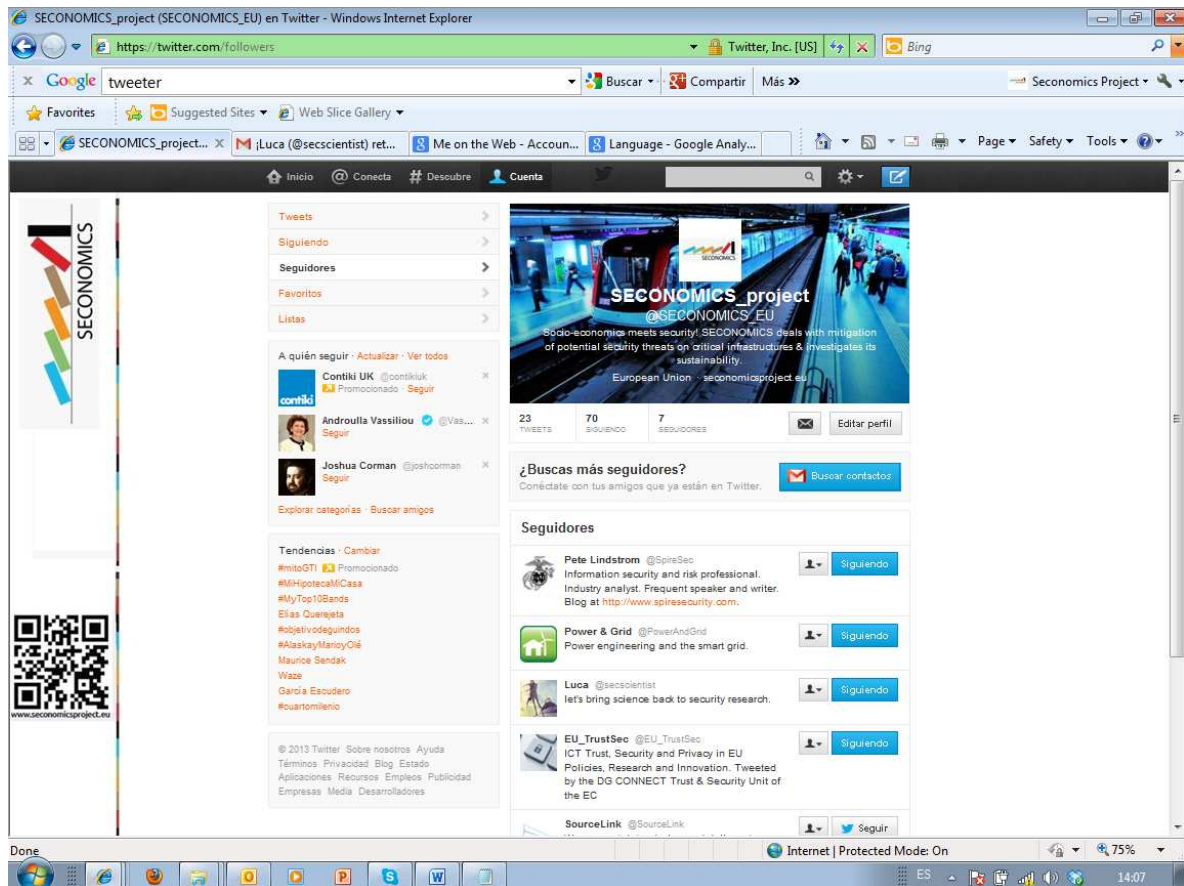 SECONOMICS_project (SECONOMICS_EU) en Twitter - Windows Internet Explorer
https://twitter.com/followers
Twitter, Inc. [US]
Bing
x Google tweeter
Buscar
Compartir
Más »
Seconomics Project
Favorites
Suggested Sites
Web Slice Gallery
SECONOMICS_project... X
¡Luca (@secscientist) ret...
Me on the Web - Accoun...
Language - Google Analy...
Page
Safety
Tools
Inicio
@ Conecta
# Descubre
Cuenta
SECONOMICS
www.seconomicsproject.eu
Tweets
Siguiendo
Seguidores
Favoritos
Listas
A quién seguir · Actualizar · Ver todos
contiki
Contiki UK @contikiuk
Promocionado · Seguir
Androulla Vassiliou @Vas...
Seguir
Joshua Corman @joshcorman
Seguir
Explorar categorías · Buscar amigos
Tendencias · Cambiar
#mitoGTI Promocionado
#MiHipotecaMiCasa
#MyTop10Bands
Elías Querejeta
#objetivodeguindos
#AlaskayMarioyOlé
Maurice Sendak
Waze
García Escudero
#cuartomilenio
© 2013 Twitter Sobre nosotros Ayuda
Términos Privacidad Blog Estado
Aplicaciones Recursos Empleos Publicidad
Empresas Media Desarrolladores
SECONOMICS
SECONOMICS_project
@SECONOMICS_EU
Socio-economics meets security! SECONOMICS deals with mitigation
of potential security threats on critical infrastructures & investigates its
sustainability.
European Union · seconomicsproject.eu
23
TWEETS
70
SIGUIENDO
7
SEGUIDORES
Editar perfil
¿Buscas más seguidores?
Conéctate con tus amigos que ya están en Twitter.
Buscar contactos
Seguidores
Pete Lindstrom @SpireSec
Information security and risk professional.
Industry analyst. Frequent speaker and writer.
Blog at http://www.spiresecurity.com.
Siguiendo
Power & Grid @PowerAndGrid
Power engineering and the smart grid.
Siguiendo
Luca @secscientist
let's bring science back to security research.
Siguiendo
EU_TrustSec @EU_TrustSec
ICT Trust, Security and Privacy in EU
Policies, Research and Innovation. Tweeted
by the DG CONNECT Trust & Security Unit of
the EC
Siguiendo
SourceLink @SourceLink
Seguir
Done
Internet | Protected Mode: On
75%
ES
14:07